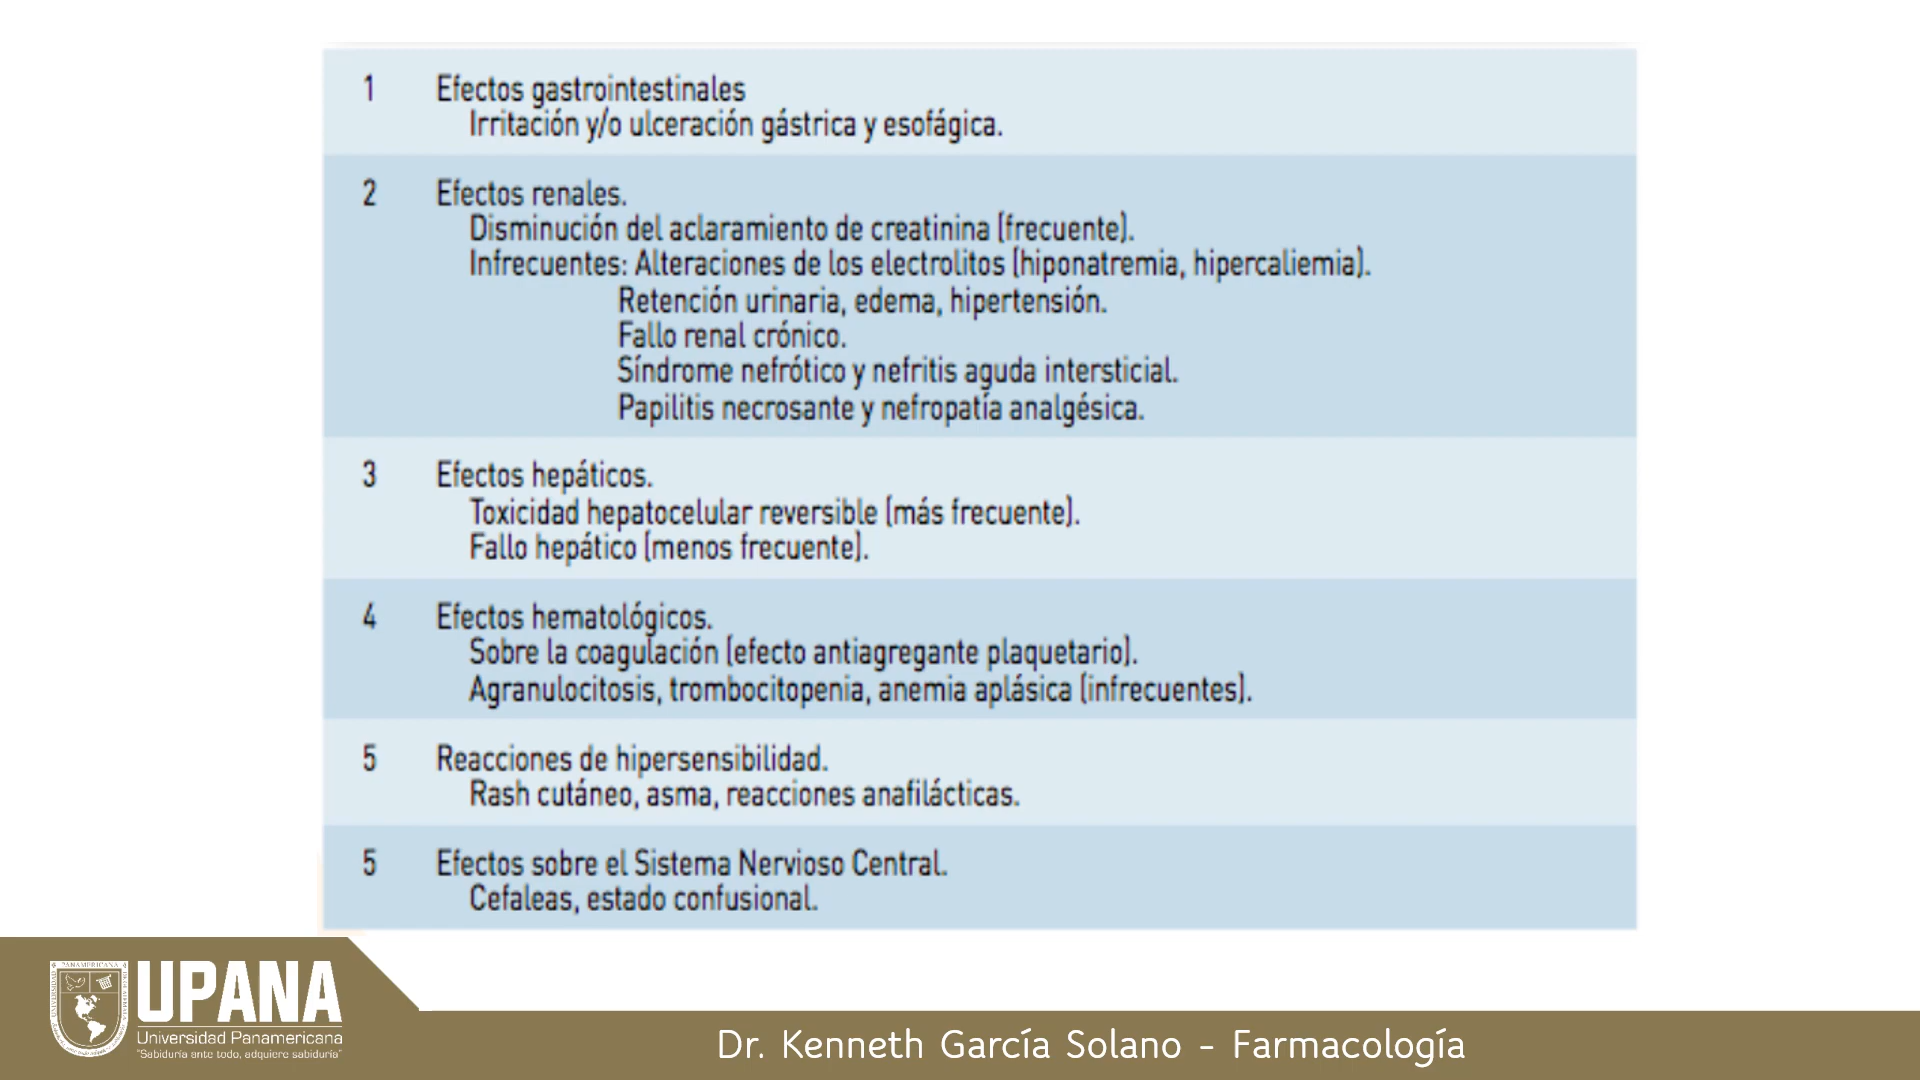 1 Efectos gastrointestinales
Irritación y/o ulceración gástrica y esofágica.
2 Efectos renales.
Disminución del aclaramiento de creatinina (frecuente).
Infrecuentes: Alteraciones de los electrolitos (hiponatremia, hipercaliemia).
Retención urinaria, edema, hipertensión.
Fallo renal crónico.
Síndrome nefrótico y nefritis aguda intersticial.
Papilitis necrosante y nefropatía analgésica.
3 Efectos hepáticos.
Toxicidad hepatocelular reversible (más frecuente).
Fallo hepático (menos frecuente).
4 Efectos hematológicos.
Sobre la coagulación (efecto antiagregante plaquetario).
Agranulocitosis, trombocitopenia, anemia aplásica (infrecuentes).
5 Reacciones de hipersensibilidad.
Rash cutáneo, asma, reacciones anafilácticas.
5 Efectos sobre el Sistema Nervioso Central.
Cefaleas, estado confusional.
UPANA
Universidad Panamericana
"Sabiduría ante todo, adquiere sabiduría"
Dr. Kenneth García Solano - Farmacología